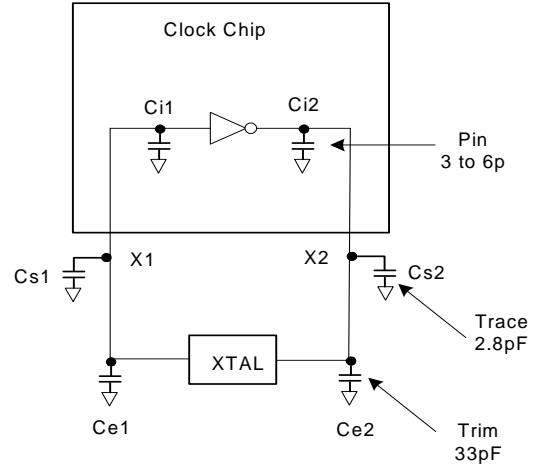 Clock Chip
Ci1
Ci2
Pin
3 to 6p
X1
X2
Cs1
Cs2
Trace
2.8pF
XTAL
Ce1
Ce2
Trim
33pF